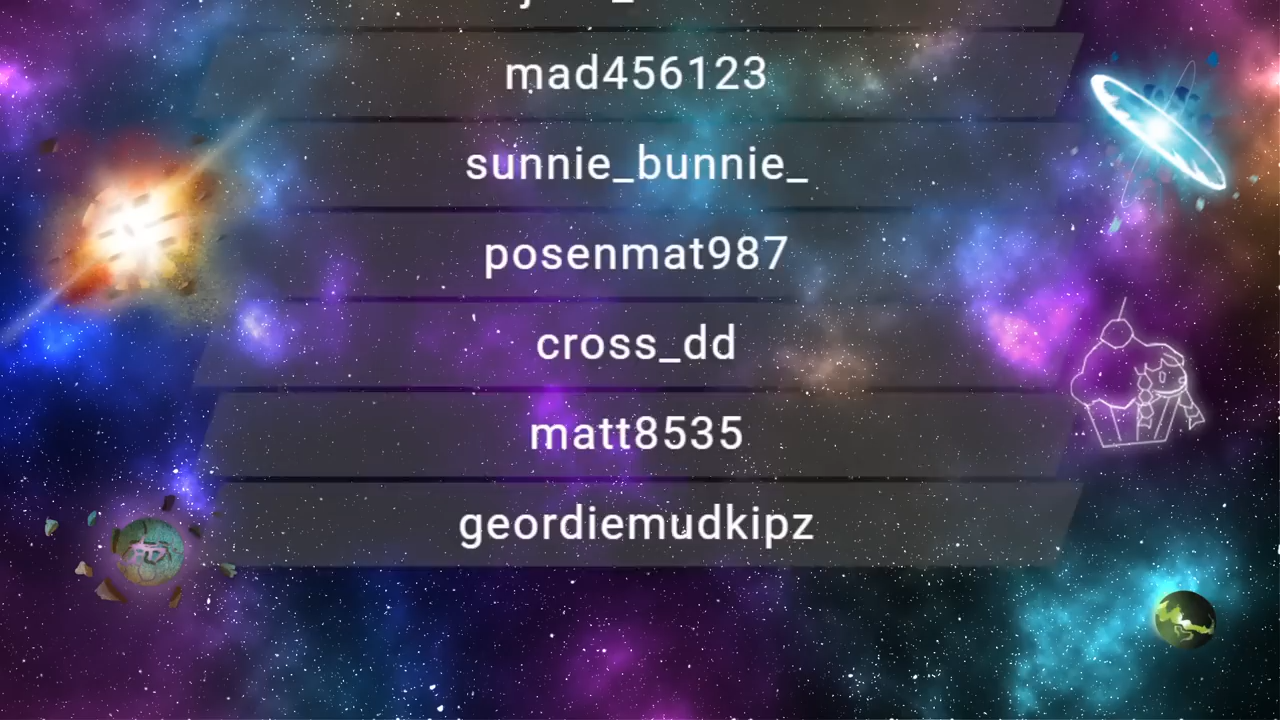 mad456123
sunnie_bunnie_
posenmat987
cross_dd
matt8535
geordiemudkipz